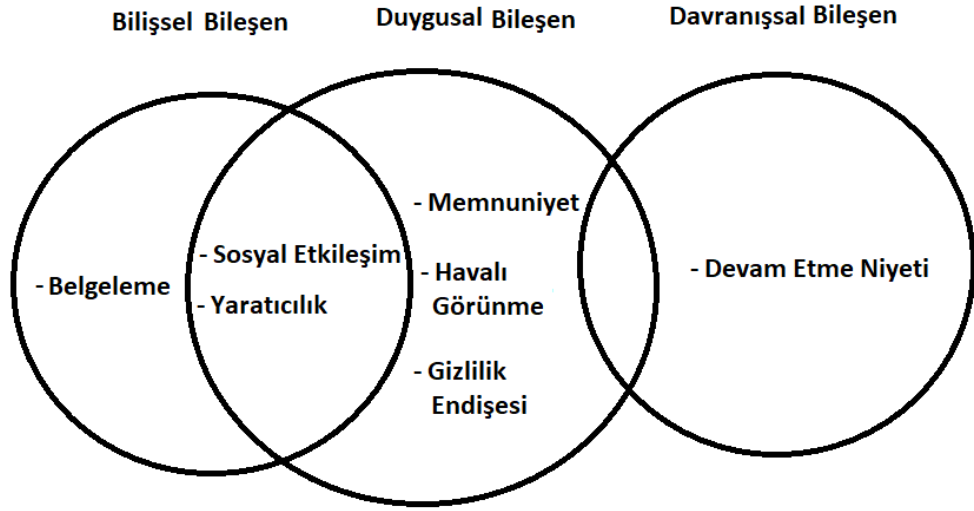 Bilişsel Bileşen
Duygusal Bileşen
Davranışsal Bileşen
- Belgeleme
- Sosyal Etkileşim
- Yaratıcılık
- Memnuniyet
- Havalı
Görünme
- Gizlilik
Endişesi
- Devam Etme Niyeti